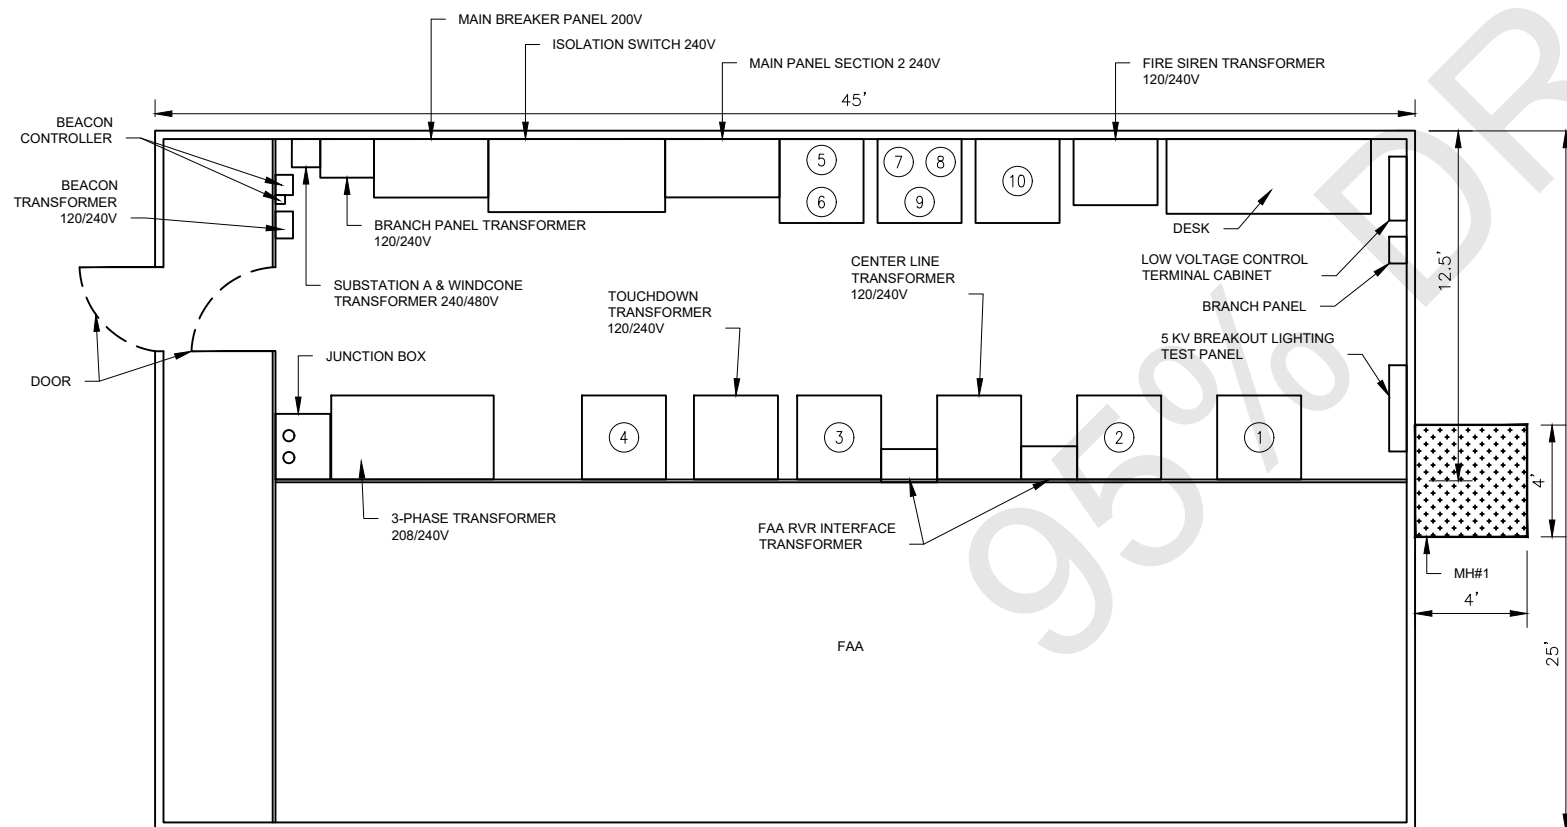 MAIN BREAKER PANEL 200V
ISOLATION SWITCH 240V
MAIN PANEL SECTION 2 240V
FIRE SIREN TRANSFORMER
120/240V
45'
BEACON
CONTROLLER
BEACON
TRANSFORMER
120/240V
5
6
7
8
9
10
BRANCH PANEL TRANSFORMER
120/240V
DESK
SUBSTATION A & WINDCONE
TRANSFORMER 240/480V
CENTER LINE
TRANSFORMER
120/240V
LOW VOLTAGE CONTROL
TERMINAL CABINET
12.5'
BRANCH PANEL
TOUCHDOWN
TRANSFORMER
120/240V
5 KV BREAKOUT LIGHTING
TEST PANEL
JUNCTION BOX
DOOR
4
3
2
1
4'
3-PHASE TRANSFORMER
208/240V
FAA RVR INTERFACE
TRANSFORMER
MH#1
4'
FAA
25'
95% DR